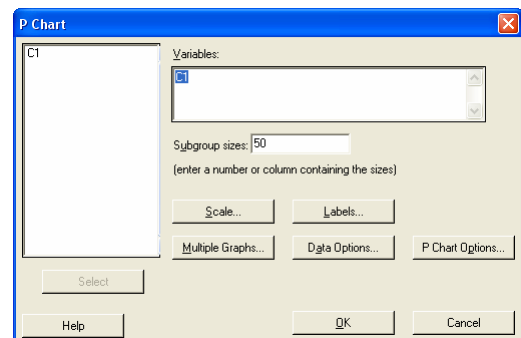 P Chart
C1
Variables:
C1
Subgroup sizes: 50
(enter a number or column containing the sizes)
Scale... Labels...
Multiple Graphs... Data Options... P Chart Options...
Select
Help OK Cancel